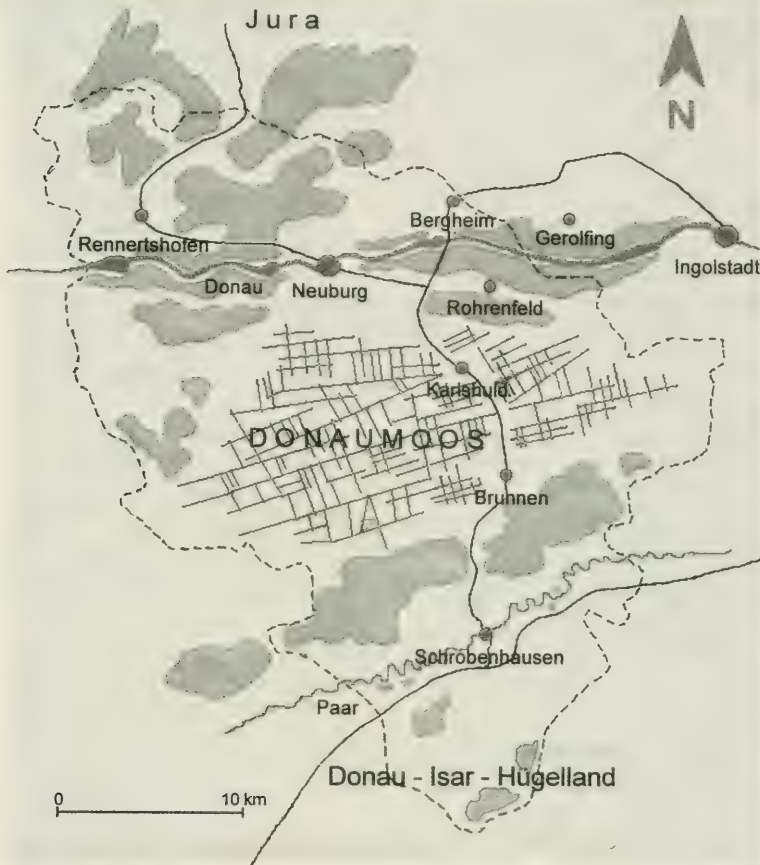 Jura
N
Bergheim
Gerolfing
Rennertshofen
Ingolstadt
Donau
Neuburg
Rohrenfeld
Karlshuld
DONAUMOOS
Brunnen
Schrobenhausen
Paar
Donau - Isar - Hügelland
0
10 km